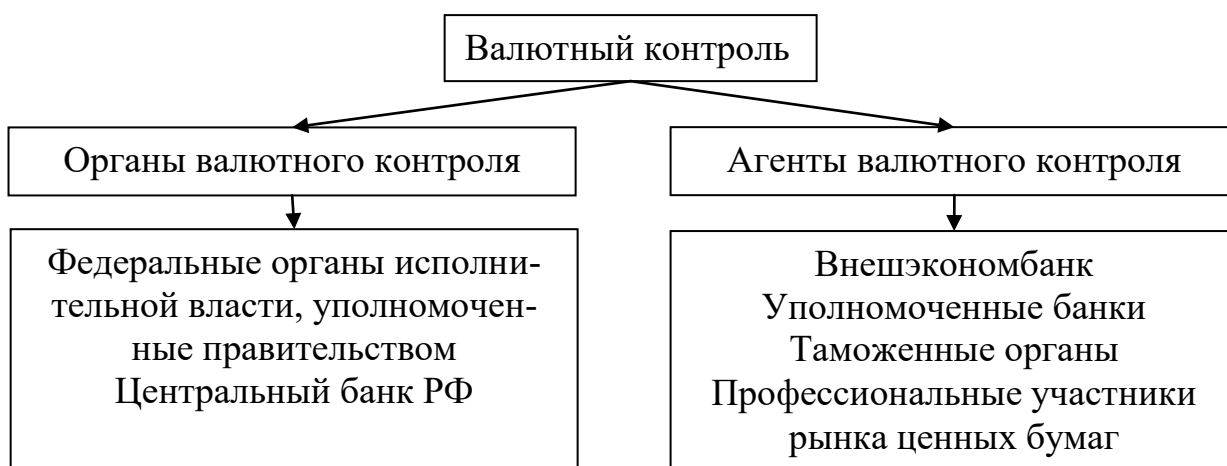 Валютный контроль
Органы валютного контроля
Агенты валютного контроля
Федеральные органы исполни-
тельной власти, уполномочен-
ные правительством
Центральный банк РФ
Внешэкономбанк
Уполномоченные банки
Таможенные органы
Профессиональные участники
рынка ценных бумаг